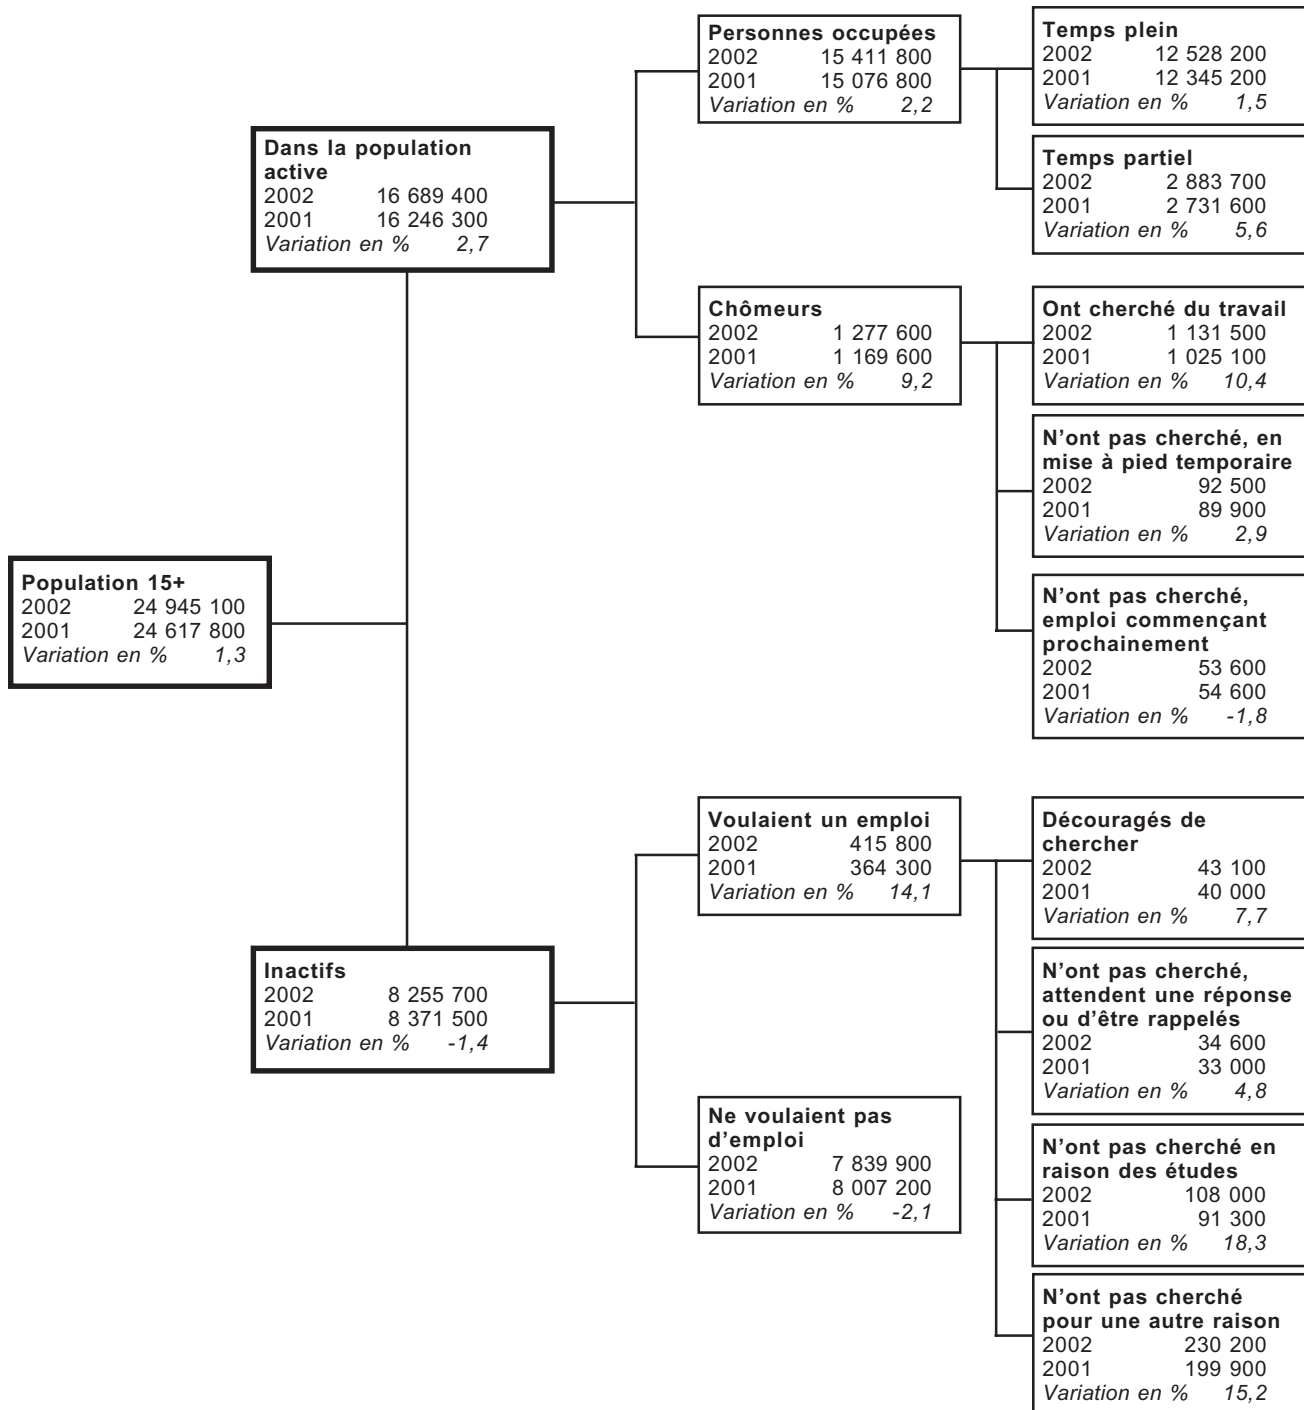 Population 15+
2002 24 945 100
2001 24 617 800
Variation en % 1,3
Dans la population
active
2002 16 689 400
2001 16 246 300
Variation en % 2,7
Inactifs
2002 8 255 700
2001 8 371 500
Variation en % -1,4
Personnes occupées
2002 15 411 800
2001 15 076 800
Variation en % 2,2
Chômeurs
2002 1 277 600
2001 1 169 600
Variation en % 9,2
Voulaient un emploi
2002 415 800
2001 364 300
Variation en % 14,1
Ne voulaient pas
d'emploi
2002 7 839 900
2001 8 007 200
Variation en % -2,1
Temps plein
2002 12 528 200
2001 12 345 200
Variation en % 1,5
Temps partiel
2002 2 883 700
2001 2 731 600
Variation en % 5,6
Ont cherché du travail
2002 1 131 500
2001 1 025 100
Variation en % 10,4
N'ont pas cherché, en
mise à pied temporaire
2002 92 500
2001 89 900
Variation en % 2,9
N'ont pas cherché,
emploi commençant
prochainement
2002 53 600
2001 54 600
Variation en % -1,8
Découragés de
chercher
2002 43 100
2001 40 000
Variation en % 7,7
N'ont pas cherché,
attendent une réponse
ou d'être rappelés
2002 34 600
2001 33 000
Variation en % 4,8
N'ont pas cherché en
raison des études
2002 108 000
2001 91 300
Variation en % 18,3
N'ont pas cherché
pour une autre raison
2002 230 200
2001 199 900
Variation en % 15,2